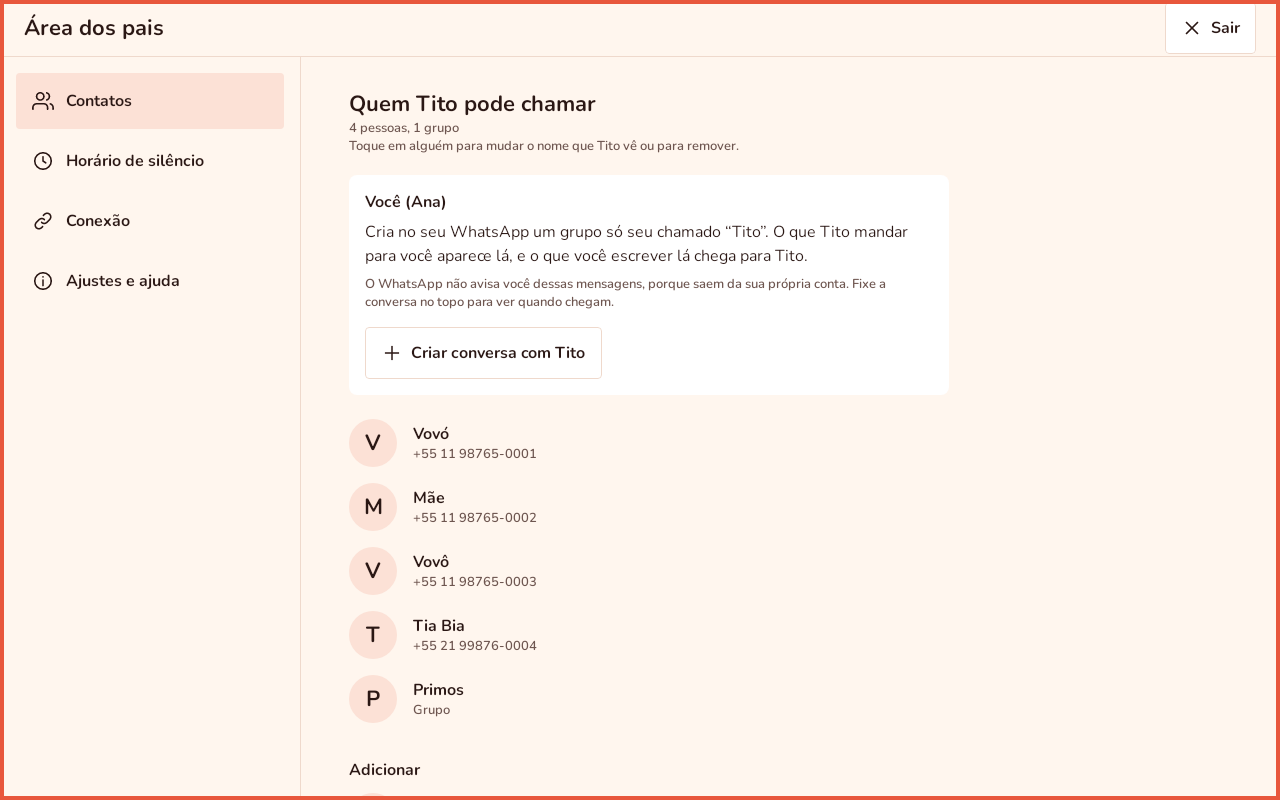 Área dos pais
Sair
Contatos
Horário de silêncio
Conexão
Ajustes e ajuda
Quem Tito pode chamar
4 pessoas, 1 grupo
Toque em alguém para mudar o nome que Tito vê ou para remover.
Você (Ana)
Cria no seu WhatsApp um grupo só seu chamado “Tito”. O que Tito mandar
para você aparece lá, e o que você escrever lá chega para Tito.
O WhatsApp não avisa você dessas mensagens, porque saem da sua própria conta. Fixe a
conversa no topo para ver quando chegam.
Criar conversa com Tito
V
Vovó
+55 11 98765-0001
M
Mãe
+55 11 98765-0002
V
Vovô
+55 11 98765-0003
T
Tia Bia
+55 21 99876-0004
P
Primos
Grupo
Adicionar